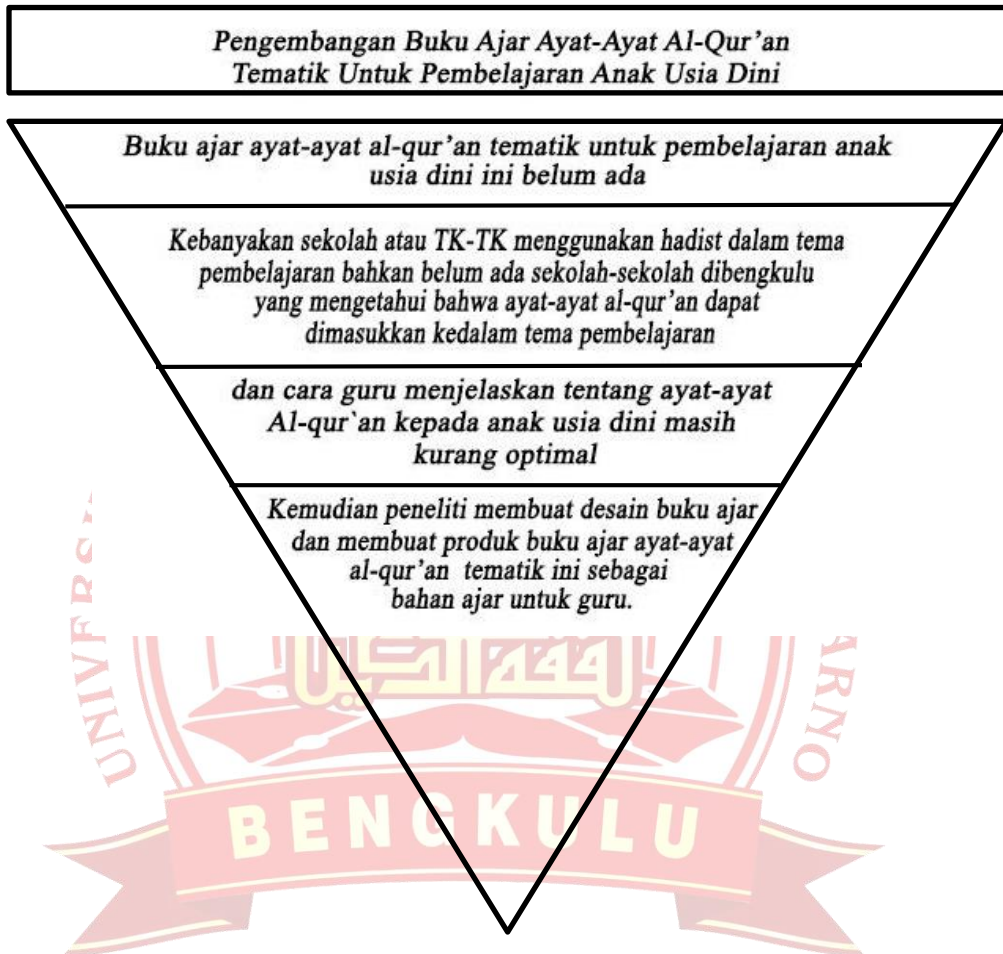 Pengembangan Buku Ajar Ayat-Ayat Al-Qur’an
Tematik Untuk Pembelajaran Anak Usia Dini
Buku ajar ayat-ayat al-qur’an tematik untuk pembelajaran anak
usia dini ini belum ada
Kebanyakan sekolah atau TK-TK menggunakan hadist dalam tema
pembelajaran bahkan belum ada sekolah-sekolah dibengkulu
yang mengetahui bahwa ayat-ayat al-qur’an dapat
dimasukkan kedalam tema pembelajaran
dan cara guru menjelaskan tentang ayat-ayat
Al-qur`an kepada anak usia dini masih
kurang optimal
Kemudian peneliti membuat desain buku ajar
dan membuat produk buku ajar ayat-ayat
al-qur’an tematik ini sebagai
bahan ajar untuk guru.
BENGKULU